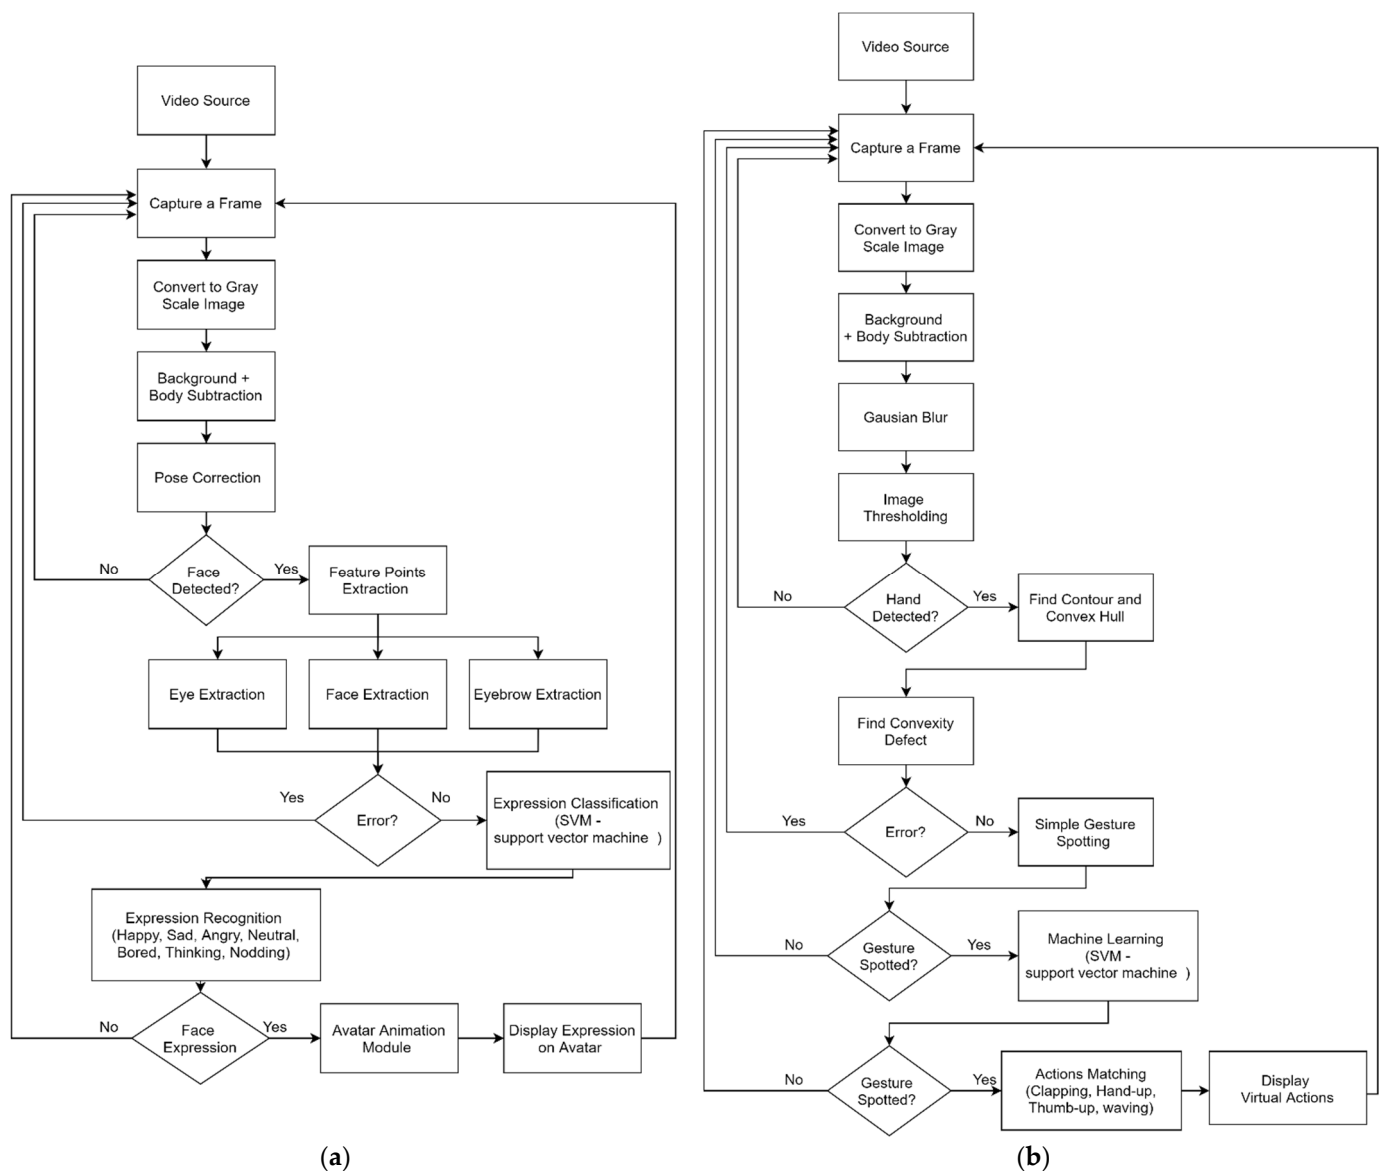 Video Source
Capture a Frame
Convert to Gray
Scale Image
Background +
Body Subtraction
Pose Correction
Face
Detected?
No
Yes
Feature Points
Extraction
Eye Extraction
Face Extraction
Eyebrow Extraction
Error?
Yes
No
Expression Classification
(SVM -
support vector machine )
Expression Recognition
(Happy, Sad, Angry, Neutral,
Bored, Thinking, Nodding)
Face
Expression
No
Yes
Avatar Animation
Module
Display Expression
on Avatar
(a)
Video Source
Capture a Frame
Convert to Gray
Scale Image
Background
+ Body Subtraction
Gausian Blur
Image
Thresholding
Hand
Detected?
No
Yes
Find Contour and
Convex Hull
Find Convexity
Defect
Error?
Yes
No
Simple Gesture
Spotting
Gesture
Spotted?
No
Yes
Machine Learning
(SVM -
support vector machine )
Gesture
Spotted?
No
Yes
Actions Matching
(Clapping, Hand-up,
Thumb-up, waving)
Display
Virtual Actions
(b)